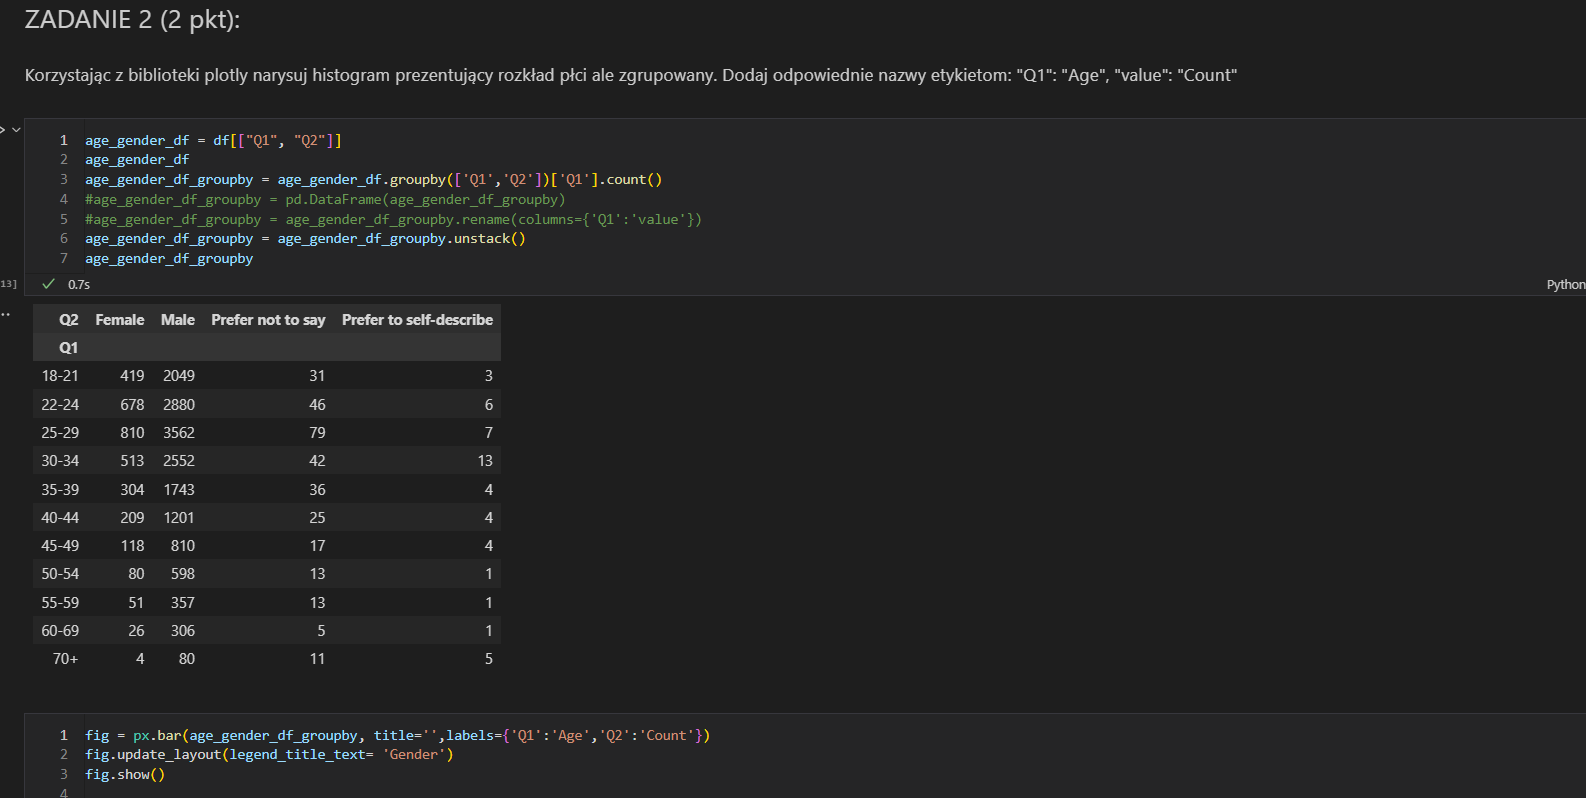 ZADANIE 2 (2 pkt):
Korzystając z biblioteki plotly narysuj histogram prezentujący rozkład płci ale zgrupowany. Dodaj odpowiednie nazwy etykietom: "Q1": "Age", "value": "Count"
1 age_gender_df = df[["Q1", "Q2"]]
2 age_gender_df
3 age_gender_df_groupby = age_gender_df.groupby(['Q1','Q2'])['Q1'].count()
4 #age_gender_df_groupby = pd.DataFrame(age_gender_df_groupby)
5 #age_gender_df_groupby = age_gender_df_groupby.rename(columns={'Q1':'value'})
6 age_gender_df_groupby = age_gender_df_groupby.unstack()
7 age_gender_df_groupby
13] 0.7s Python
Q2 Female Male Prefer not to say Prefer to self-describe
Q1
18-21 419 2049 31 3
22-24 678 2880 46 6
25-29 810 3562 79 7
30-34 513 2552 42 13
35-39 304 1743 36 4
40-44 209 1201 25 4
45-49 118 810 17 4
50-54 80 598 13 1
55-59 51 357 13 1
60-69 26 306 5 1
70+ 4 80 11 5
1 fig = px.bar(age_gender_df_groupby, title='',labels={'Q1':'Age','Q2':'Count'})
2 fig.update_layout(legend_title_text= 'Gender')
3 fig.show()
4